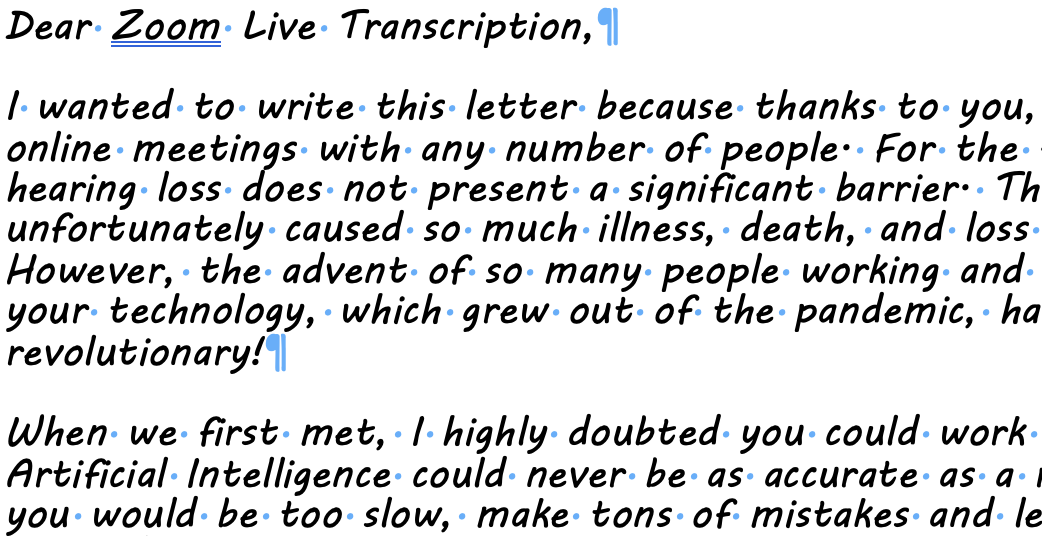 Dear Zoom Live Transcription,
I wanted to write this letter because thanks to you,
online meetings with any number of people. For the
hearing loss does not present a significant barrier.
unfortunately caused so much illness, death, and loss
However, the advent of so many people working and
your technology, which grew out of the pandemic,
revolutionary!
When we first met, I highly doubted you could work
Artificial Intelligence could never be as accurate as a
you would be too slow, make tons of mistakes and